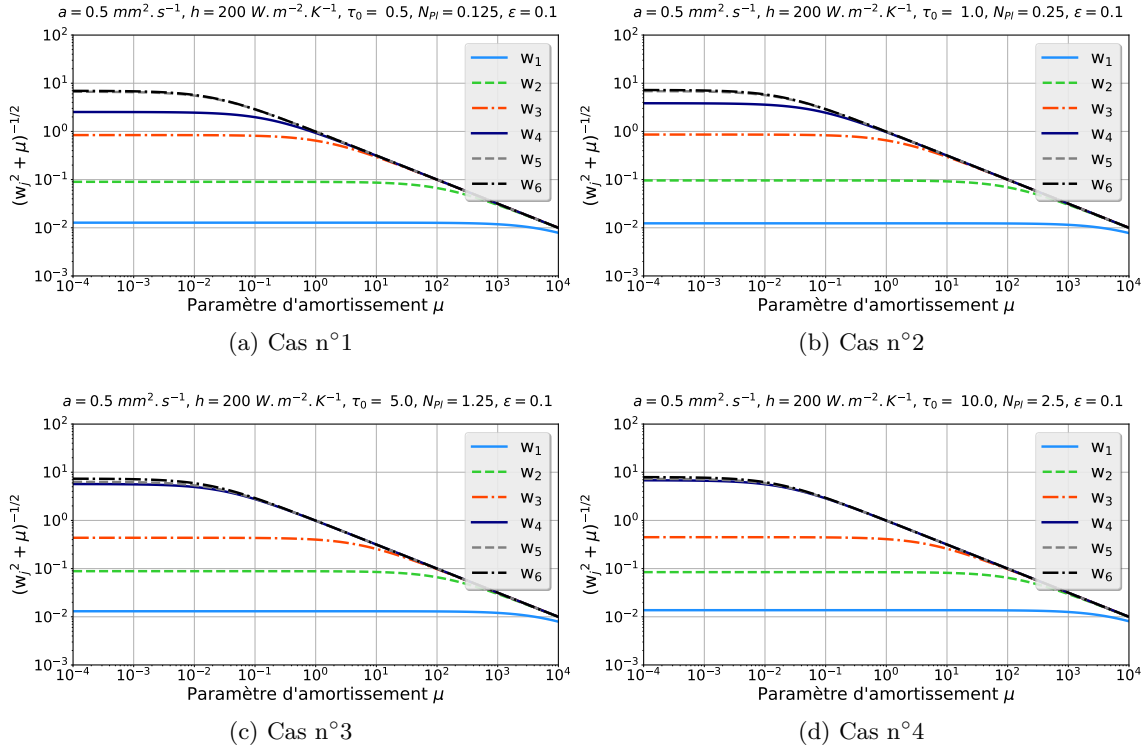 a = 0.5 mm².s⁻¹, h = 200 W.m⁻².K⁻¹, τ₀ = 0.5, N_Pl = 0.125, ε = 0.1
(w_j² + μ)^−1/2
10² 10¹ 10⁰ 10⁻¹ 10⁻² 10⁻³
w₁
w₂
w₃
w₄
w₅
w₆
10⁻⁴ 10⁻³ 10⁻² 10⁻¹ 10⁰ 10¹ 10² 10³ 10⁴
Paramètre d'amortissement μ
(a) Cas n°1
a = 0.5 mm².s⁻¹, h = 200 W.m⁻².K⁻¹, τ₀ = 1.0, N_Pl = 0.25, ε = 0.1
(w_j² + μ)^−1/2
10² 10¹ 10⁰ 10⁻¹ 10⁻² 10⁻³
w₁
w₂
w₃
w₄
w₅
w₆
10⁻⁴ 10⁻³ 10⁻² 10⁻¹ 10⁰ 10¹ 10² 10³ 10⁴
Paramètre d'amortissement μ
(b) Cas n°2
a = 0.5 mm².s⁻¹, h = 200 W.m⁻².K⁻¹, τ₀ = 5.0, N_Pl = 1.25, ε = 0.1
(w_j² + μ)^−1/2
10² 10¹ 10⁰ 10⁻¹ 10⁻² 10⁻³
w₁
w₂
w₃
w₄
w₅
w₆
10⁻⁴ 10⁻³ 10⁻² 10⁻¹ 10⁰ 10¹ 10² 10³ 10⁴
Paramètre d'amortissement μ
(c) Cas n°3
a = 0.5 mm².s⁻¹, h = 200 W.m⁻².K⁻¹, τ₀ = 10.0, N_Pl = 2.5, ε = 0.1
(w_j² + μ)^−1/2
10² 10¹ 10⁰ 10⁻¹ 10⁻² 10⁻³
w₁
w₂
w₃
w₄
w₅
w₆
10⁻⁴ 10⁻³ 10⁻² 10⁻¹ 10⁰ 10¹ 10² 10³ 10⁴
Paramètre d'amortissement μ
(d) Cas n°4